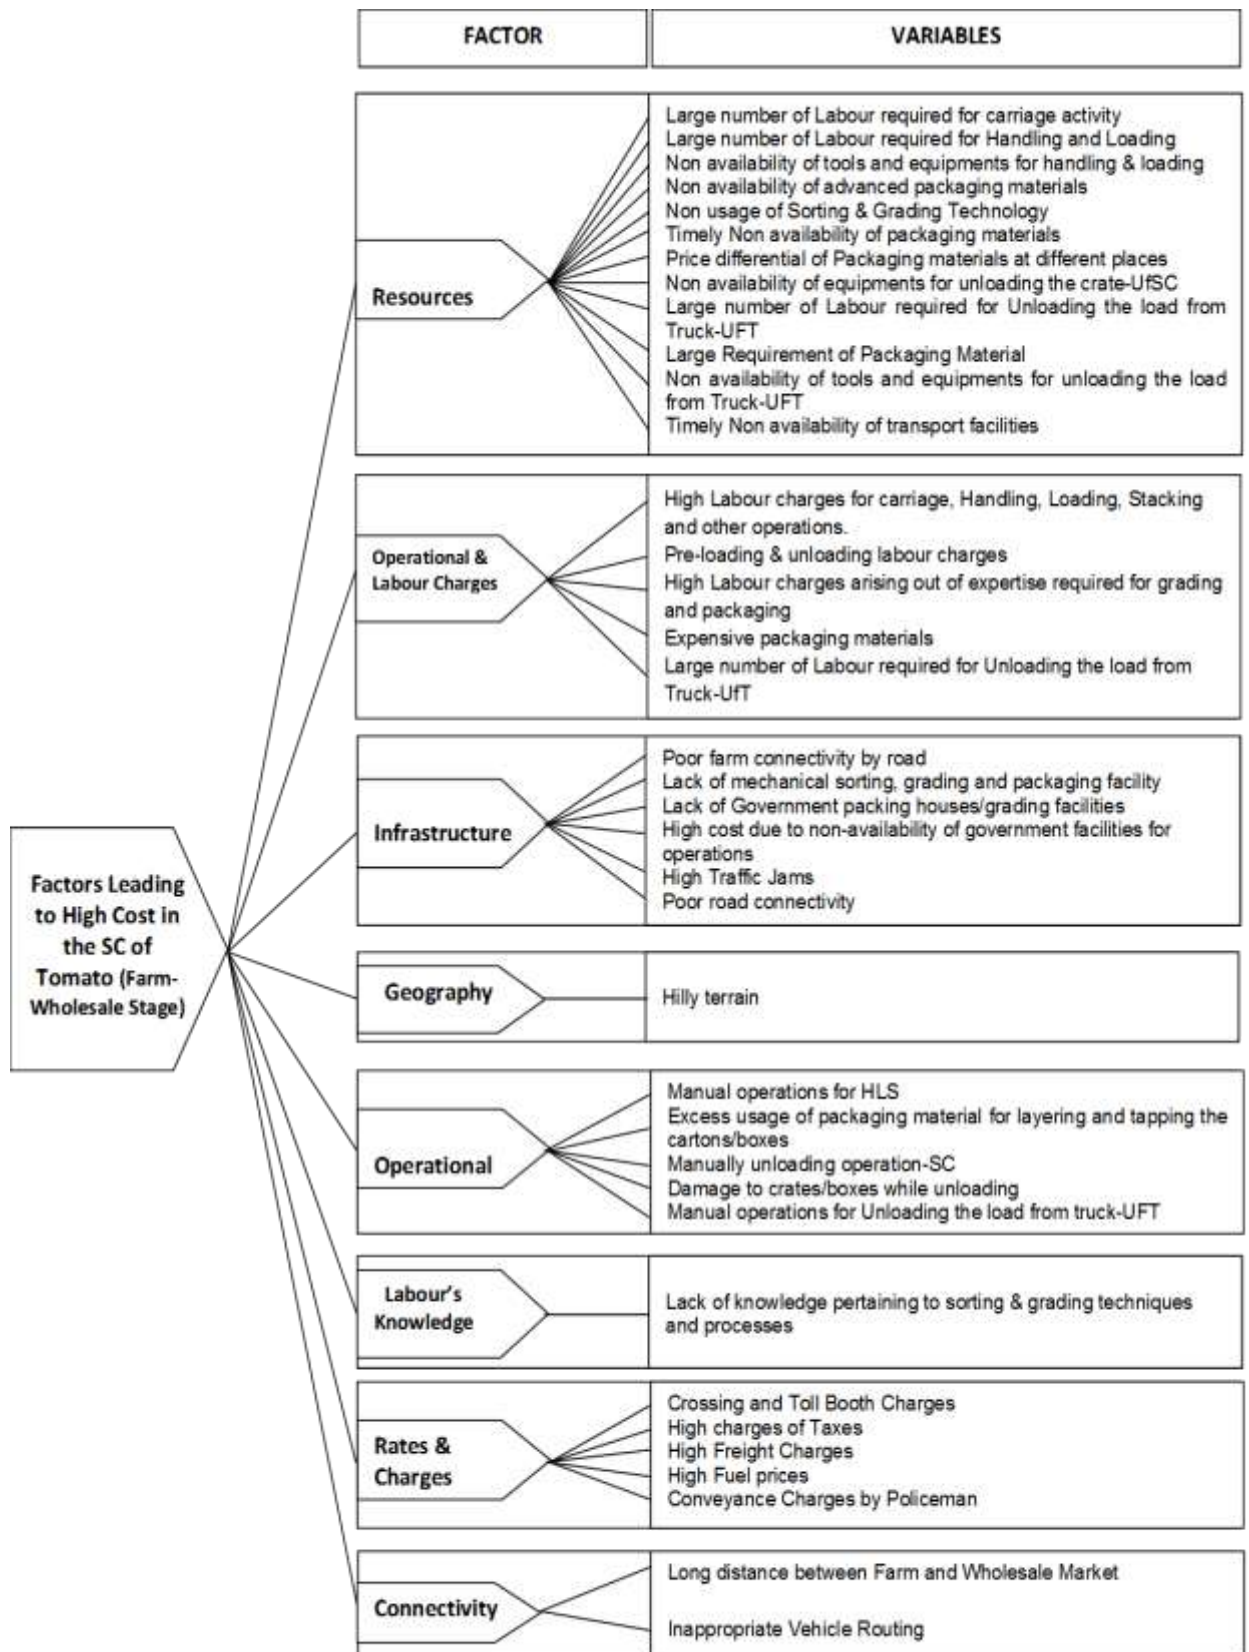 FACTOR
VARIABLES
Factors Leading
to High Cost in
the SC of
Tomato (Farm-
Wholesale Stage)
Resources
Large number of Labour required for carriage activity
Large number of Labour required for Handling and Loading
Non availability of tools and equipments for handling & loading
Non availability of advanced packaging materials
Non usage of Sorting & Grading Technology
Timely Non availability of packaging materials
Price differential of Packaging materials at different places
Non availability of equipments for unloading the crate-UfSC
Large number of Labour required for Unloading the load from
Truck-UFT
Large Requirement of Packaging Material
Non availability of tools and equipments for unloading the load
from Truck-UFT
Timely Non availability of transport facilities
Operational &
Labour Charges
High Labour charges for carriage, Handling, Loading, Stacking
and other operations.
Pre-loading & unloading labour charges
High Labour charges arising out of expertise required for grading
and packaging
Expensive packaging materials
Large number of Labour required for Unloading the load from
Truck-UfT
Infrastructure
Poor farm connectivity by road
Lack of mechanical sorting, grading and packaging facility
Lack of Government packing houses/grading facilities
High cost due to non-availability of government facilities for
operations
High Traffic Jams
Poor road connectivity
Geography
Hilly terrain
Operational
Manual operations for HLS
Excess usage of packaging material for layering and tapping the
cartons/boxes
Manually unloading operation-SC
Damage to crates/boxes while unloading
Manual operations for Unloading the load from truck-UFT
Labour's
Knowledge
Lack of knowledge pertaining to sorting & grading techniques
and processes
Rates &
Charges
Crossing and Toll Booth Charges
High charges of Taxes
High Freight Charges
High Fuel prices
Conveyance Charges by Policeman
Connectivity
Long distance between Farm and Wholesale Market
Inappropriate Vehicle Routing